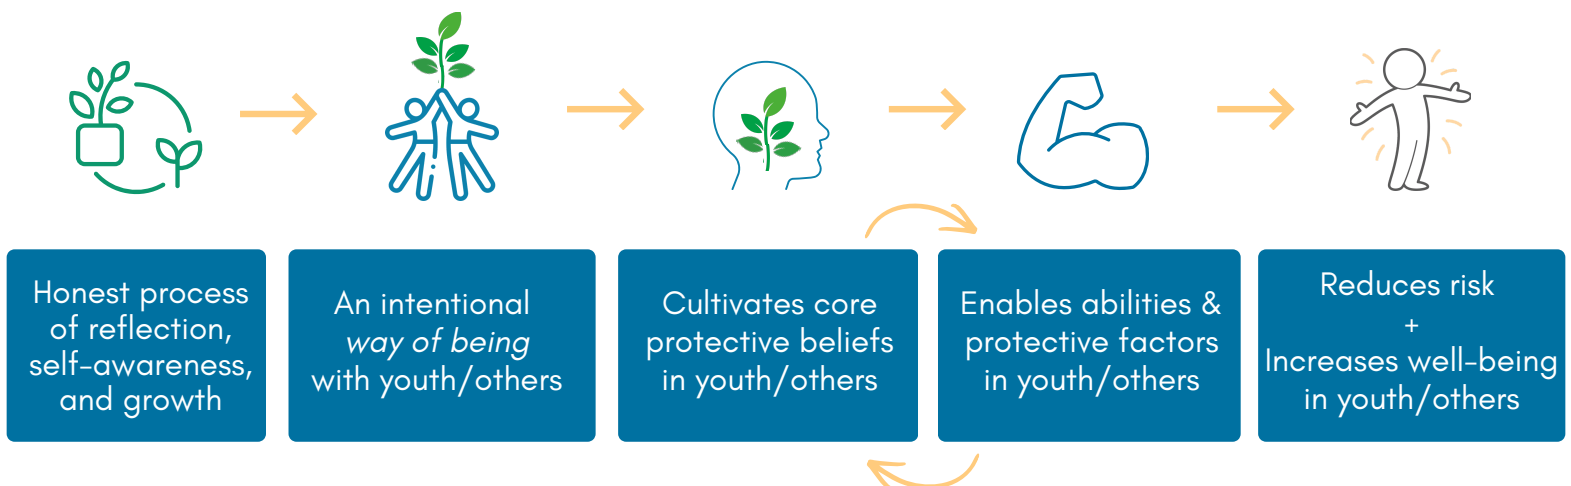 Honest process
of reflection,
self-awareness,
and growth
An intentional
way of being
with youth/others
Cultivates core
protective beliefs
in youth/others
Enables abilities &
protective factors
in youth/others
Reduces risk
+
Increases well-being
in youth/others